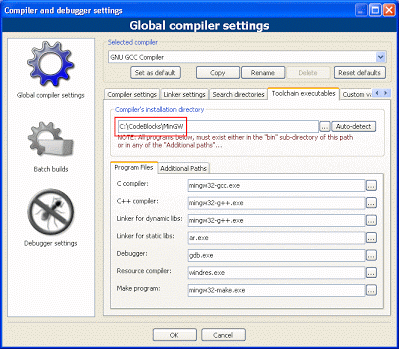 Compiler and debugger settings
Global compiler settings
Global compiler settings
Batch builds
Debugger settings
Selected compiler
GNU GCC Compiler
Set as default
Copy
Rename
Delete
Reset defaults
Compiler settings
Linker settings
Search directories
Toolchain executables
Custom
Compiler's installation directory
C:\CodeBlocks\MinGW
...
Auto-detect
NOTE: All programs below, must exist either in the "bin" sub-directory of this path
or in any of the "Additional paths"...
Program Files
Additional Paths
C compiler:
mingw32-gcc.exe
...
C++ compiler:
mingw32-g++.exe
...
Linker for dynamic libs:
mingw32-g++.exe
...
Linker for static libs:
ar.exe
...
Debugger:
gdb.exe
...
Resource compiler:
windres.exe
...
Make program:
mingw32-make.exe
...
OK
Cancel